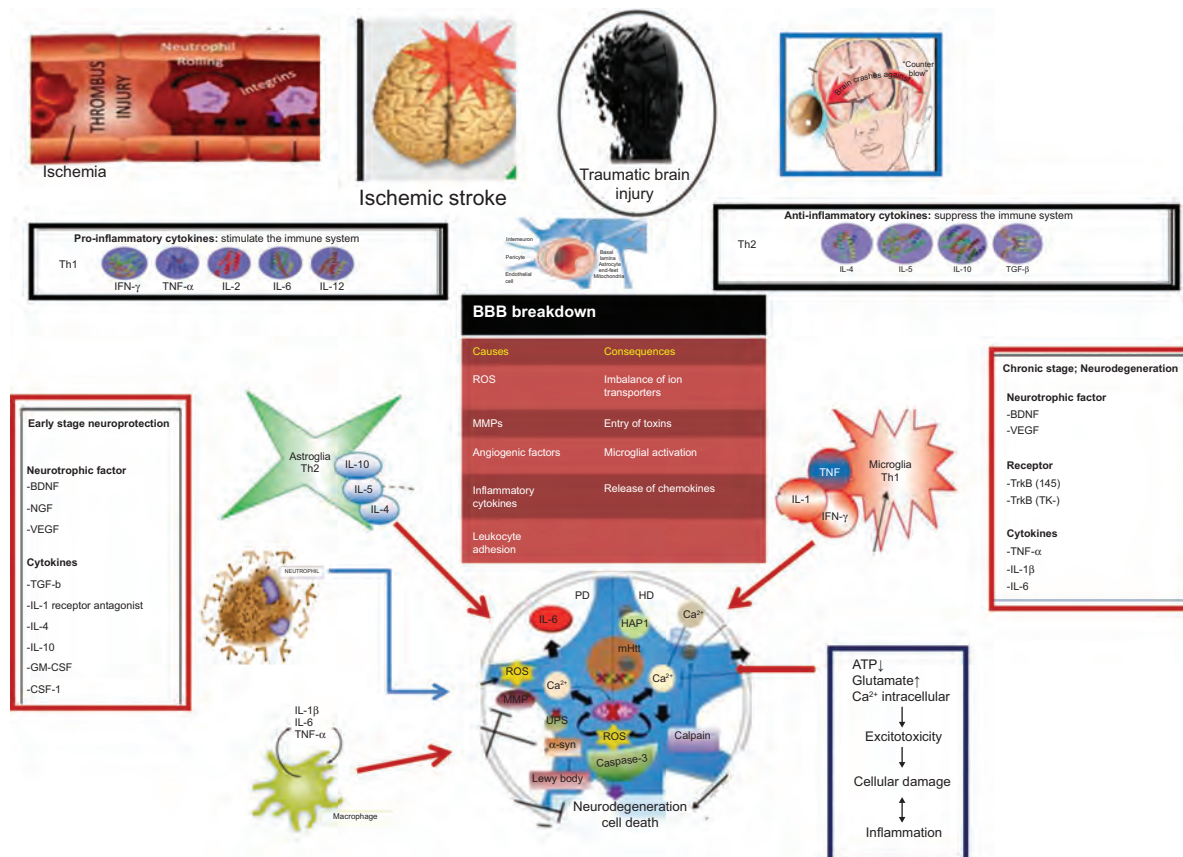 Neutrophil
Rolling
Integrins
THROMBUS
INJURY
Ischemia
Ischemic stroke
Traumatic brain
injury
Brain crashes against
"Counter
blow"
Pro-inflammatory cytokines: stimulate the immune system
Th1
IFN-γ TNF-α IL-2 IL-6 IL-12
Interneuron
Pericyte
Endothelial
cell
Basal
lamina
Astrocyte
end-feet
Mitochondria
Anti-inflammatory cytokines: suppress the immune system
Th2
IL-4 IL-5 IL-10 TGF-β
BBB breakdown
Causes Consequences
ROS Imbalance of ion
transporters
MMPs Entry of toxins
Angiogenic factors Microglial activation
Inflammatory
cytokines
Release of chemokines
Leukocyte
adhesion
Early stage neuroprotection
Neurotrophic factor
-BDNF
-NGF
-VEGF
Cytokines
-TGF-b
-IL-1 receptor antagonist
-IL-4
-IL-10
-GM-CSF
-CSF-1
Astroglia
Th2
IL-10
IL-5
IL-4
NEUTROPHIL
IL-1β
IL-6
TNF-α
Macrophage
TNF
IL-1
IFN-γ
Microglia
Th1
Chronic stage; Neurodegeneration
Neurotrophic factor
-BDNF
-VEGF
Receptor
-TrkB (145)
-TrkB (TK-)
Cytokines
-TNF-α
-IL-1β
-IL-6
PD HD
IL-6
HAP1
Ca²⁺
mHtt
ROS
Ca²⁺
Ca²⁺
MMP
UPS
α-syn
ROS
Calpain
Caspase-3
Lewy body
Neurodegeneration
cell death
ATP↓
Glutamate↑
Ca²⁺ intracellular
Excitotoxicity
Cellular damage
Inflammation